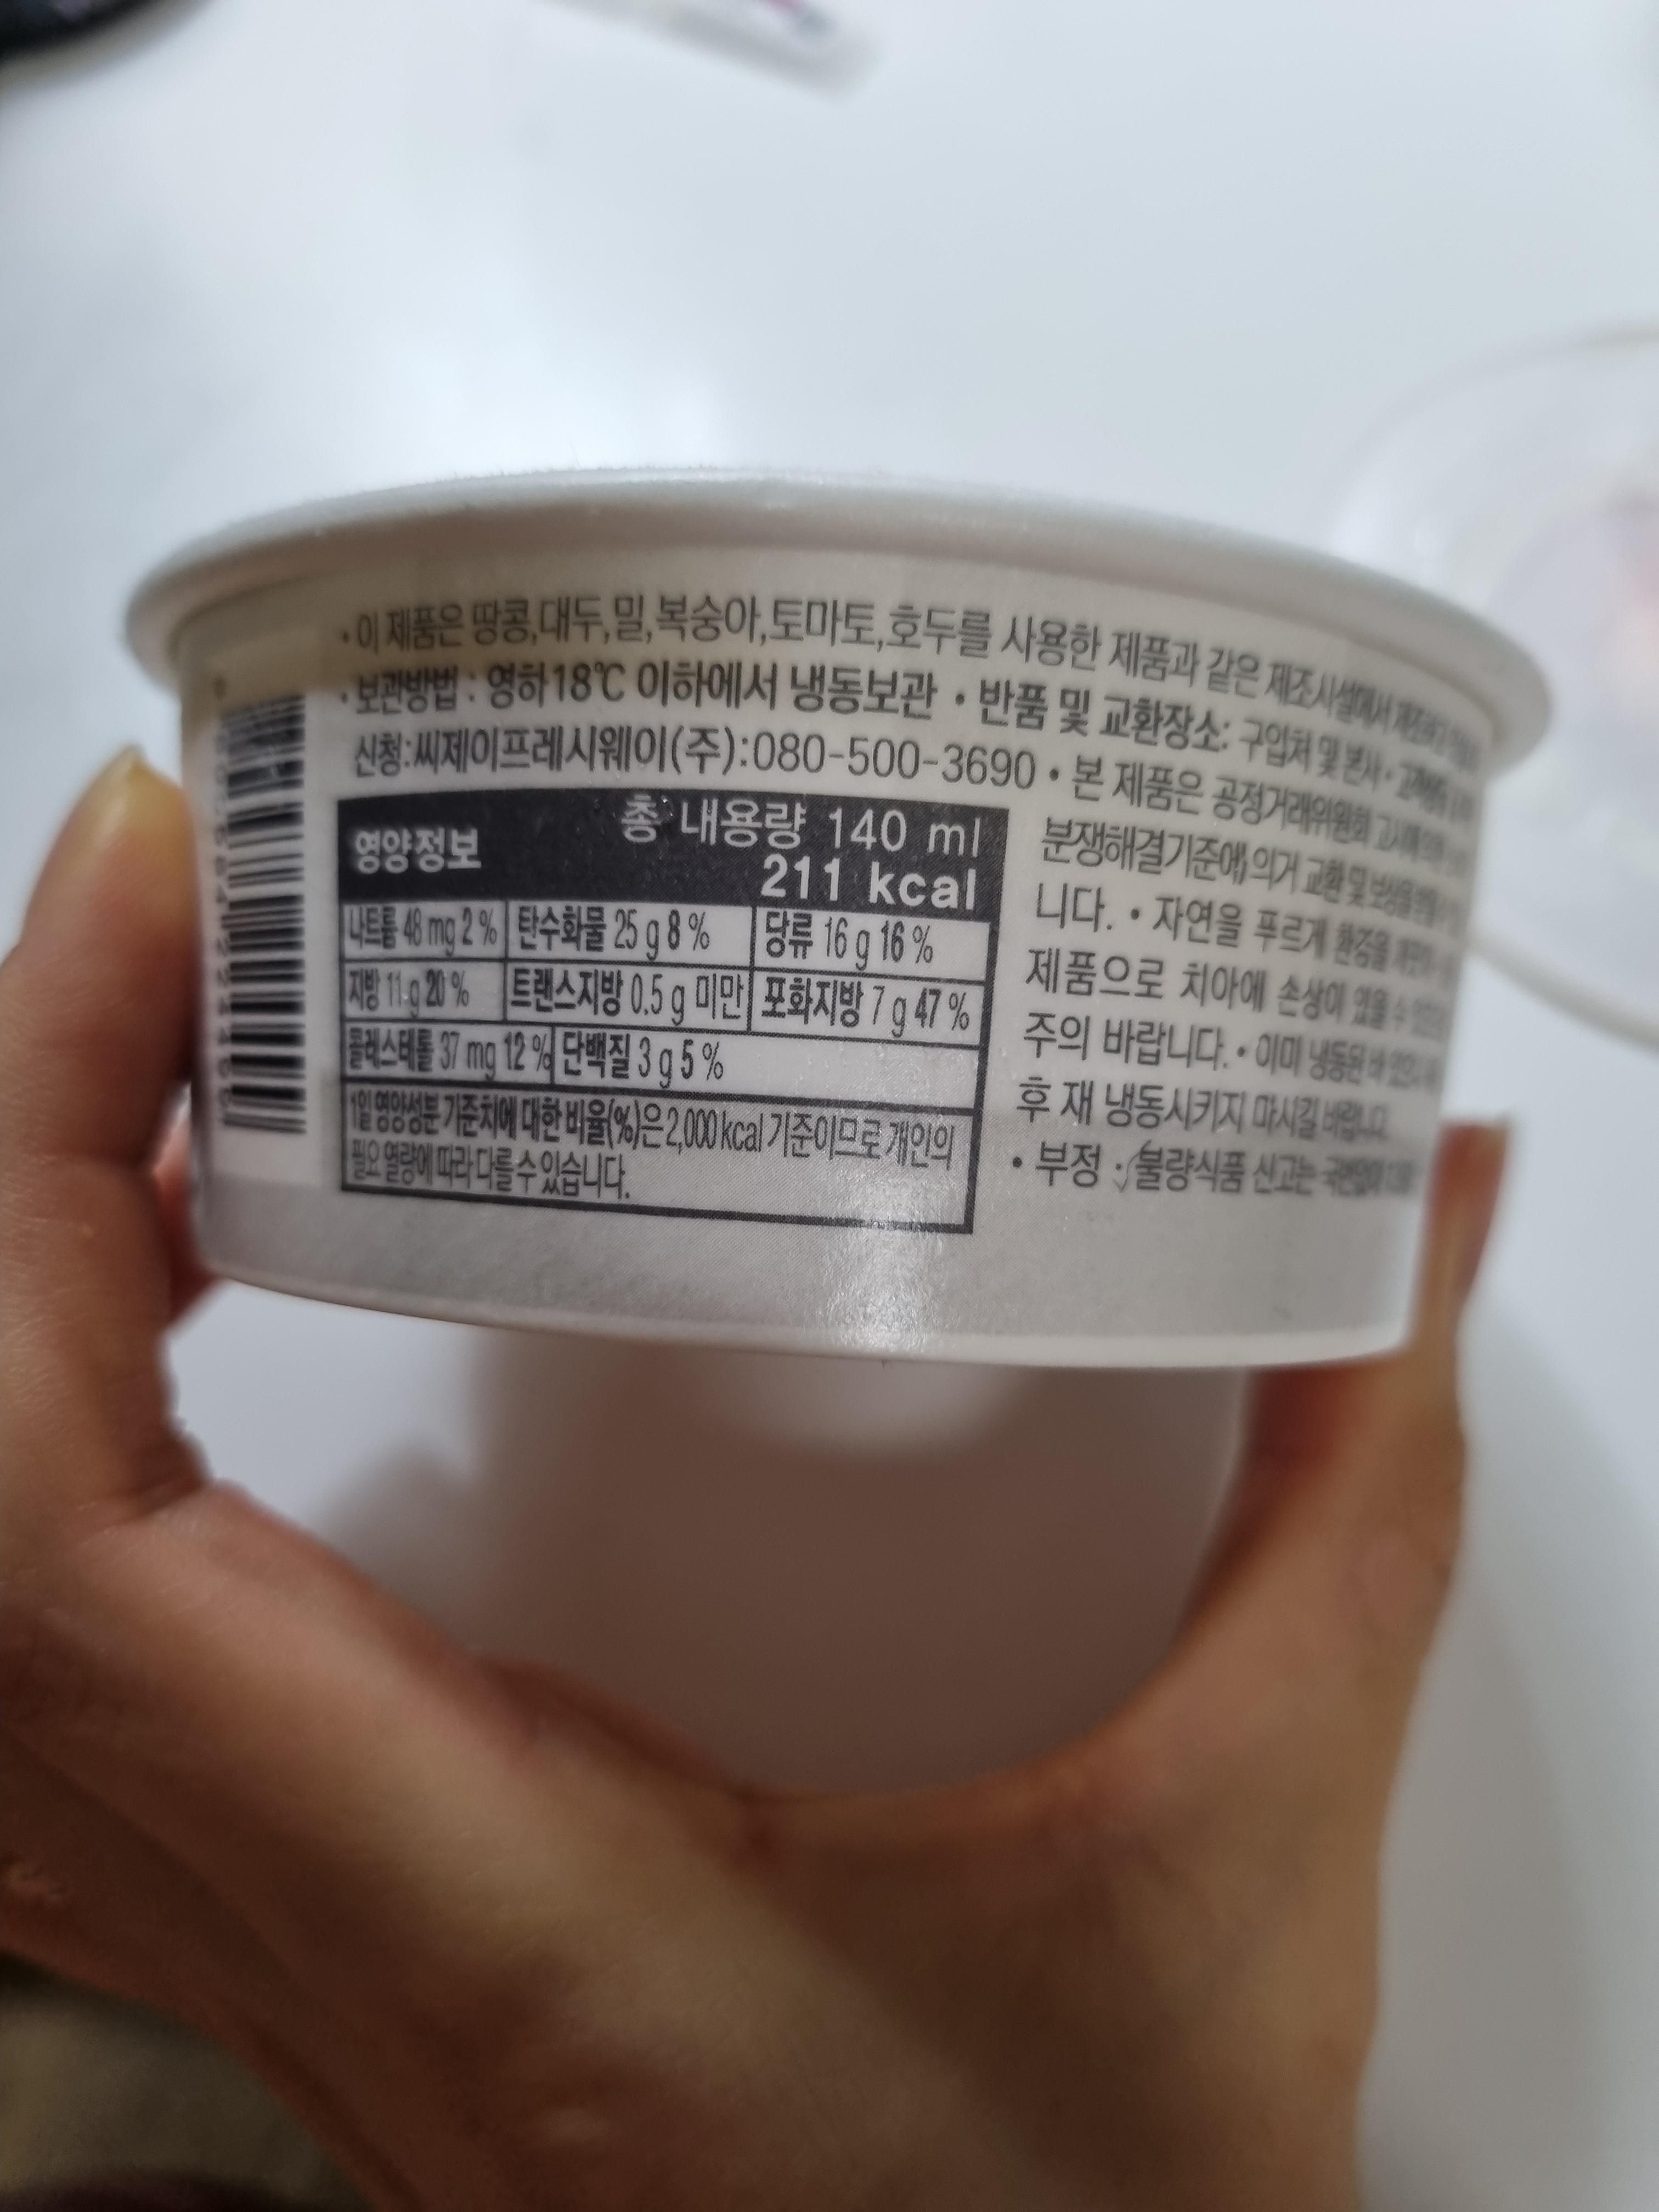 • 이 제품은 땅콩,대두,밀,복숭아,토마토,호두를 사용한 제품과 같은 제조시설에서
• 보관방법 : 영하18℃ 이하에서 냉동보관 • 반품 및 교환장소: 구입처 및 본사 •
신청:씨제이프레시웨이(주):080-500-3690 • 본 제품은 공정거래위원회 고시에
분쟁해결기준에 의거 교환 및 보상을
니다. • 자연을 푸르게 환경을
제품으로 치아에 손상이 있을 수
주의 바랍니다. • 이미 냉동된 바
후 재 냉동시키지 마시길 바랍니다.
• 부정 · 불량식품 신고는 국번없이
영양정보
총 내용량 140 ml
211 kcal
나트륨 48 mg 2 % 탄수화물 25 g 8 % 당류 16 g 16 %
지방 11 g 20 % 트랜스지방 0.5 g 미만 포화지방 7 g 47 %
콜레스테롤 37 mg 12 % 단백질 3 g 5 %
1일 영양성분 기준치에 대한 비율(%)은 2,000 kcal 기준이므로 개인의
필요 열량에 따라 다를 수 있습니다.